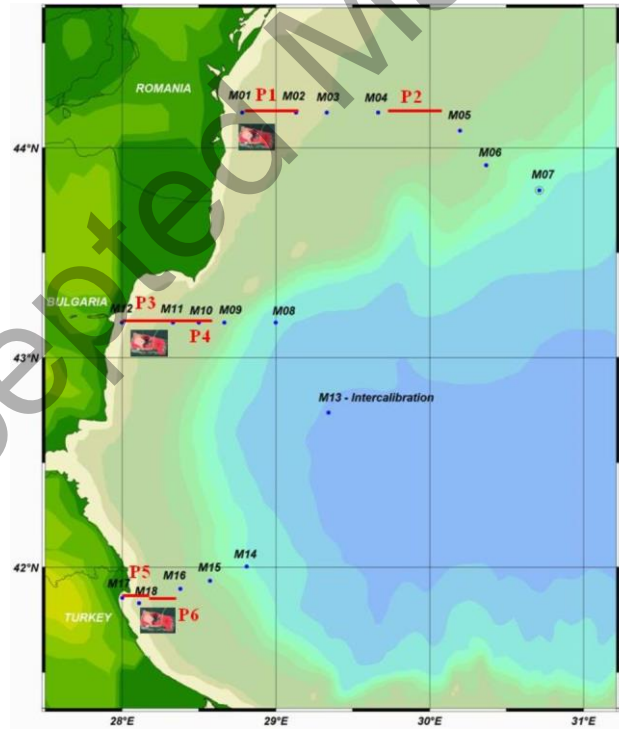 ROMANIA
M01 P1 M02 M03 M04 P2
M05
44°N
M06
M07
BULGARIA
P3
M12 M11 M10 M09 M08
P4
43°N
M13 - Intercalibration
M14
42°N
P5 M15
M17 M16
M18
TURKEY P6
28°E 29°E 30°E 31°E